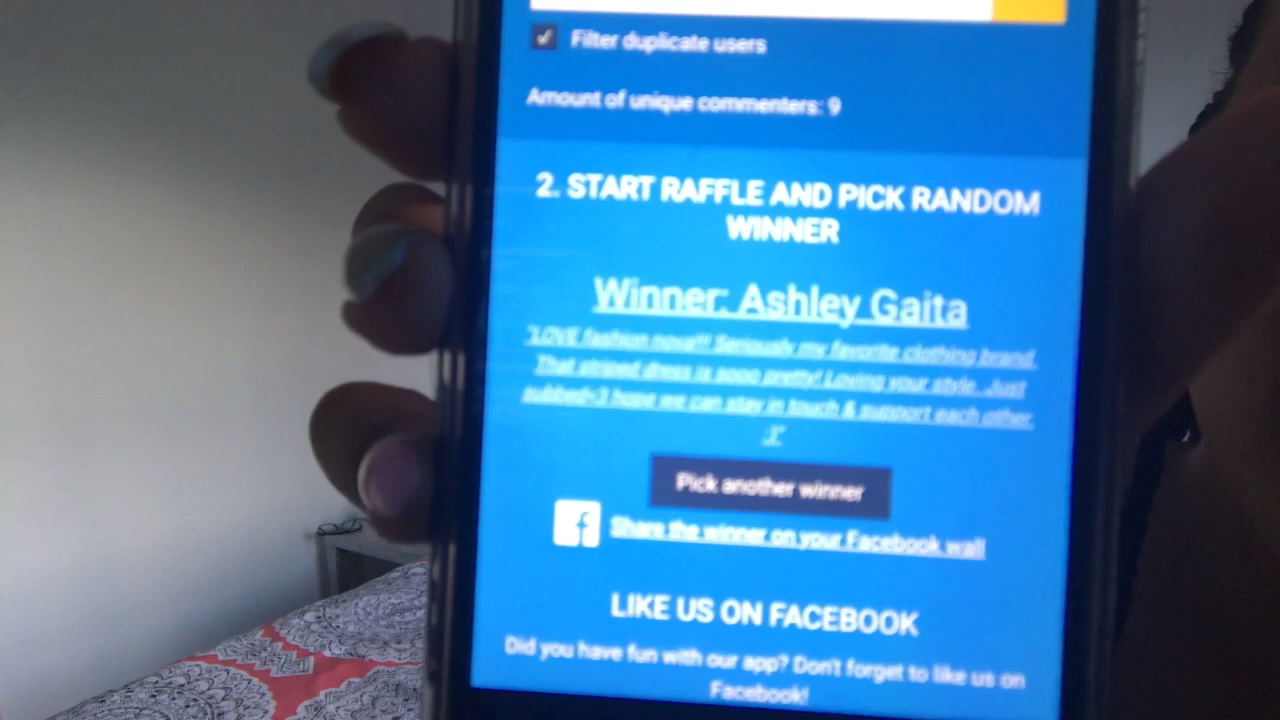 Filter duplicate users
Amount of unique commenters: 9
2. START RAFFLE AND PICK RANDOM
WINNER
Winner: Ashley Gaita
"LOVE fashion nova!!! Seriously my favorite clothing brand.
That striped dress is sooo pretty! Loving your style. Just
subbed<3 hope we can stay in touch & support each other.
:)"
Pick another winner
f Share the winner on your Facebook wall
LIKE US ON FACEBOOK
Did you have fun with our app? Don't forget to like us on
Facebook!